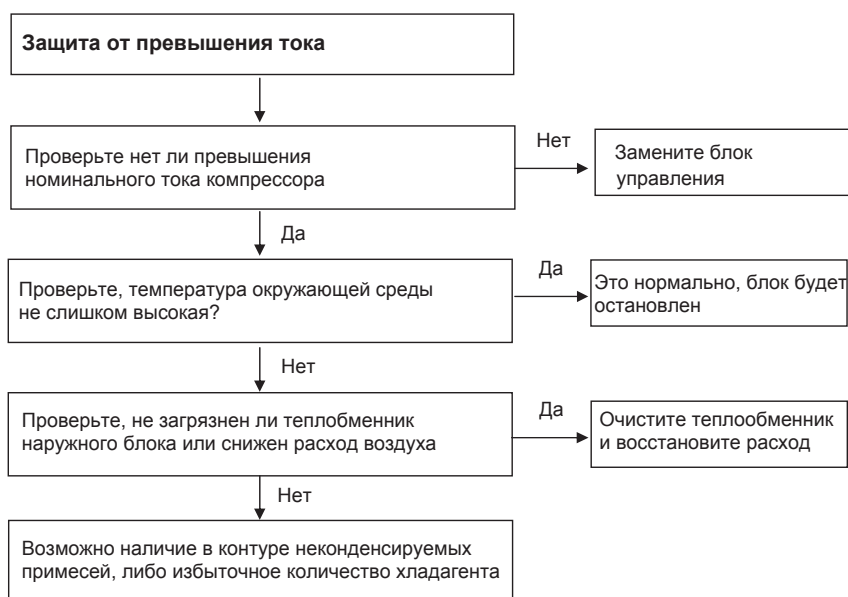 Защита от превышения тока
Проверьте нет ли превышения
номинального тока компрессора
Нет
Замените блок
управления
Да
Проверьте, температура окружающей среды
не слишком высокая?
Да
Это нормально, блок будет
остановлен
Нет
Проверьте, не загрязнен ли теплобменник
наружного блока или снижен расход воздуха
Да
Очистите теплообменник
и восстановите расход
Нет
Возможно наличие в контуре неконденсируемых
примесей, либо избыточное количество хладагента